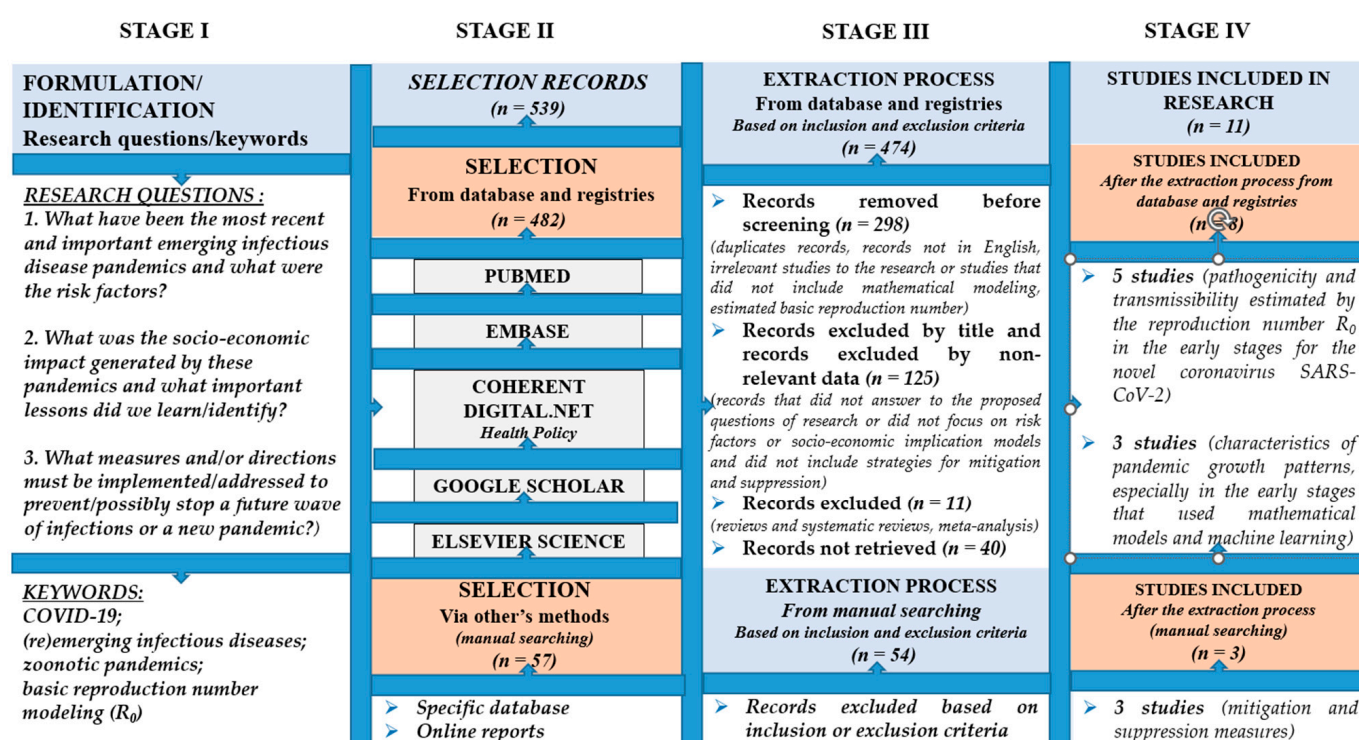 STAGE I
FORMULATION/
IDENTIFICATION
Research questions/keywords
RESEARCH QUESTIONS :
1. What have been the most recent
and important emerging infectious
disease pandemics and what were
the risk factors?
2. What was the socio-economic
impact generated by these
pandemics and what important
lessons did we learn/identify?
3. What measures and/or directions
must be implemented/addressed to
prevent/possibly stop a future wave
of infections or a new pandemic?)
KEYWORDS:
COVID-19;
(re)emerging infectious diseases;
zoonotic pandemics;
basic reproduction number
modeling (R₀)
STAGE II
SELECTION RECORDS
(n = 539)
SELECTION
From database and registries
(n = 482)
PUBMED
EMBASE
COHERENT
DIGITAL.NET
Health Policy
GOOGLE SCHOLAR
ELSEVIER SCIENCE
SELECTION
Via other's methods
(manual searching)
(n = 57)
➢ Specific database
➢ Online reports
STAGE III
EXTRACTION PROCESS
From database and registries
Based on inclusion and exclusion criteria
(n = 474)
➢ Records removed before
screening (n = 298)
(duplicates records, records not in English,
irrelevant studies to the research or studies that
did not include mathematical modeling,
estimated basic reproduction number)
➢ Records excluded by title and
records excluded by non-
relevant data (n = 125)
(records that did not answer to the proposed
questions of research or did not focus on risk
factors or socio-economic implication models
and did not include strategies for mitigation
and suppression)
➢ Records excluded (n = 11)
(reviews and systematic reviews, meta-analysis)
➢ Records not retrieved (n = 40)
EXTRACTION PROCESS
From manual searching
Based on inclusion and exclusion criteria
(n = 54)
➢ Records excluded based on
inclusion or exclusion criteria
STAGE IV
STUDIES INCLUDED IN
RESEARCH
(n = 11)
STUDIES INCLUDED
After the extraction process from
database and registries
(n = 8)
➢ 5 studies (pathogenicity and
transmissibility estimated by
the reproduction number R₀
in the early stages for the
novel coronavirus SARS-
CoV-2)
➢ 3 studies (characteristics of
pandemic growth patterns,
especially in the early stages
that used mathematical
models and machine learning)
STUDIES INCLUDED
After the extraction process
(manual searching)
(n = 3)
➢ 3 studies (mitigation and
suppression measures)